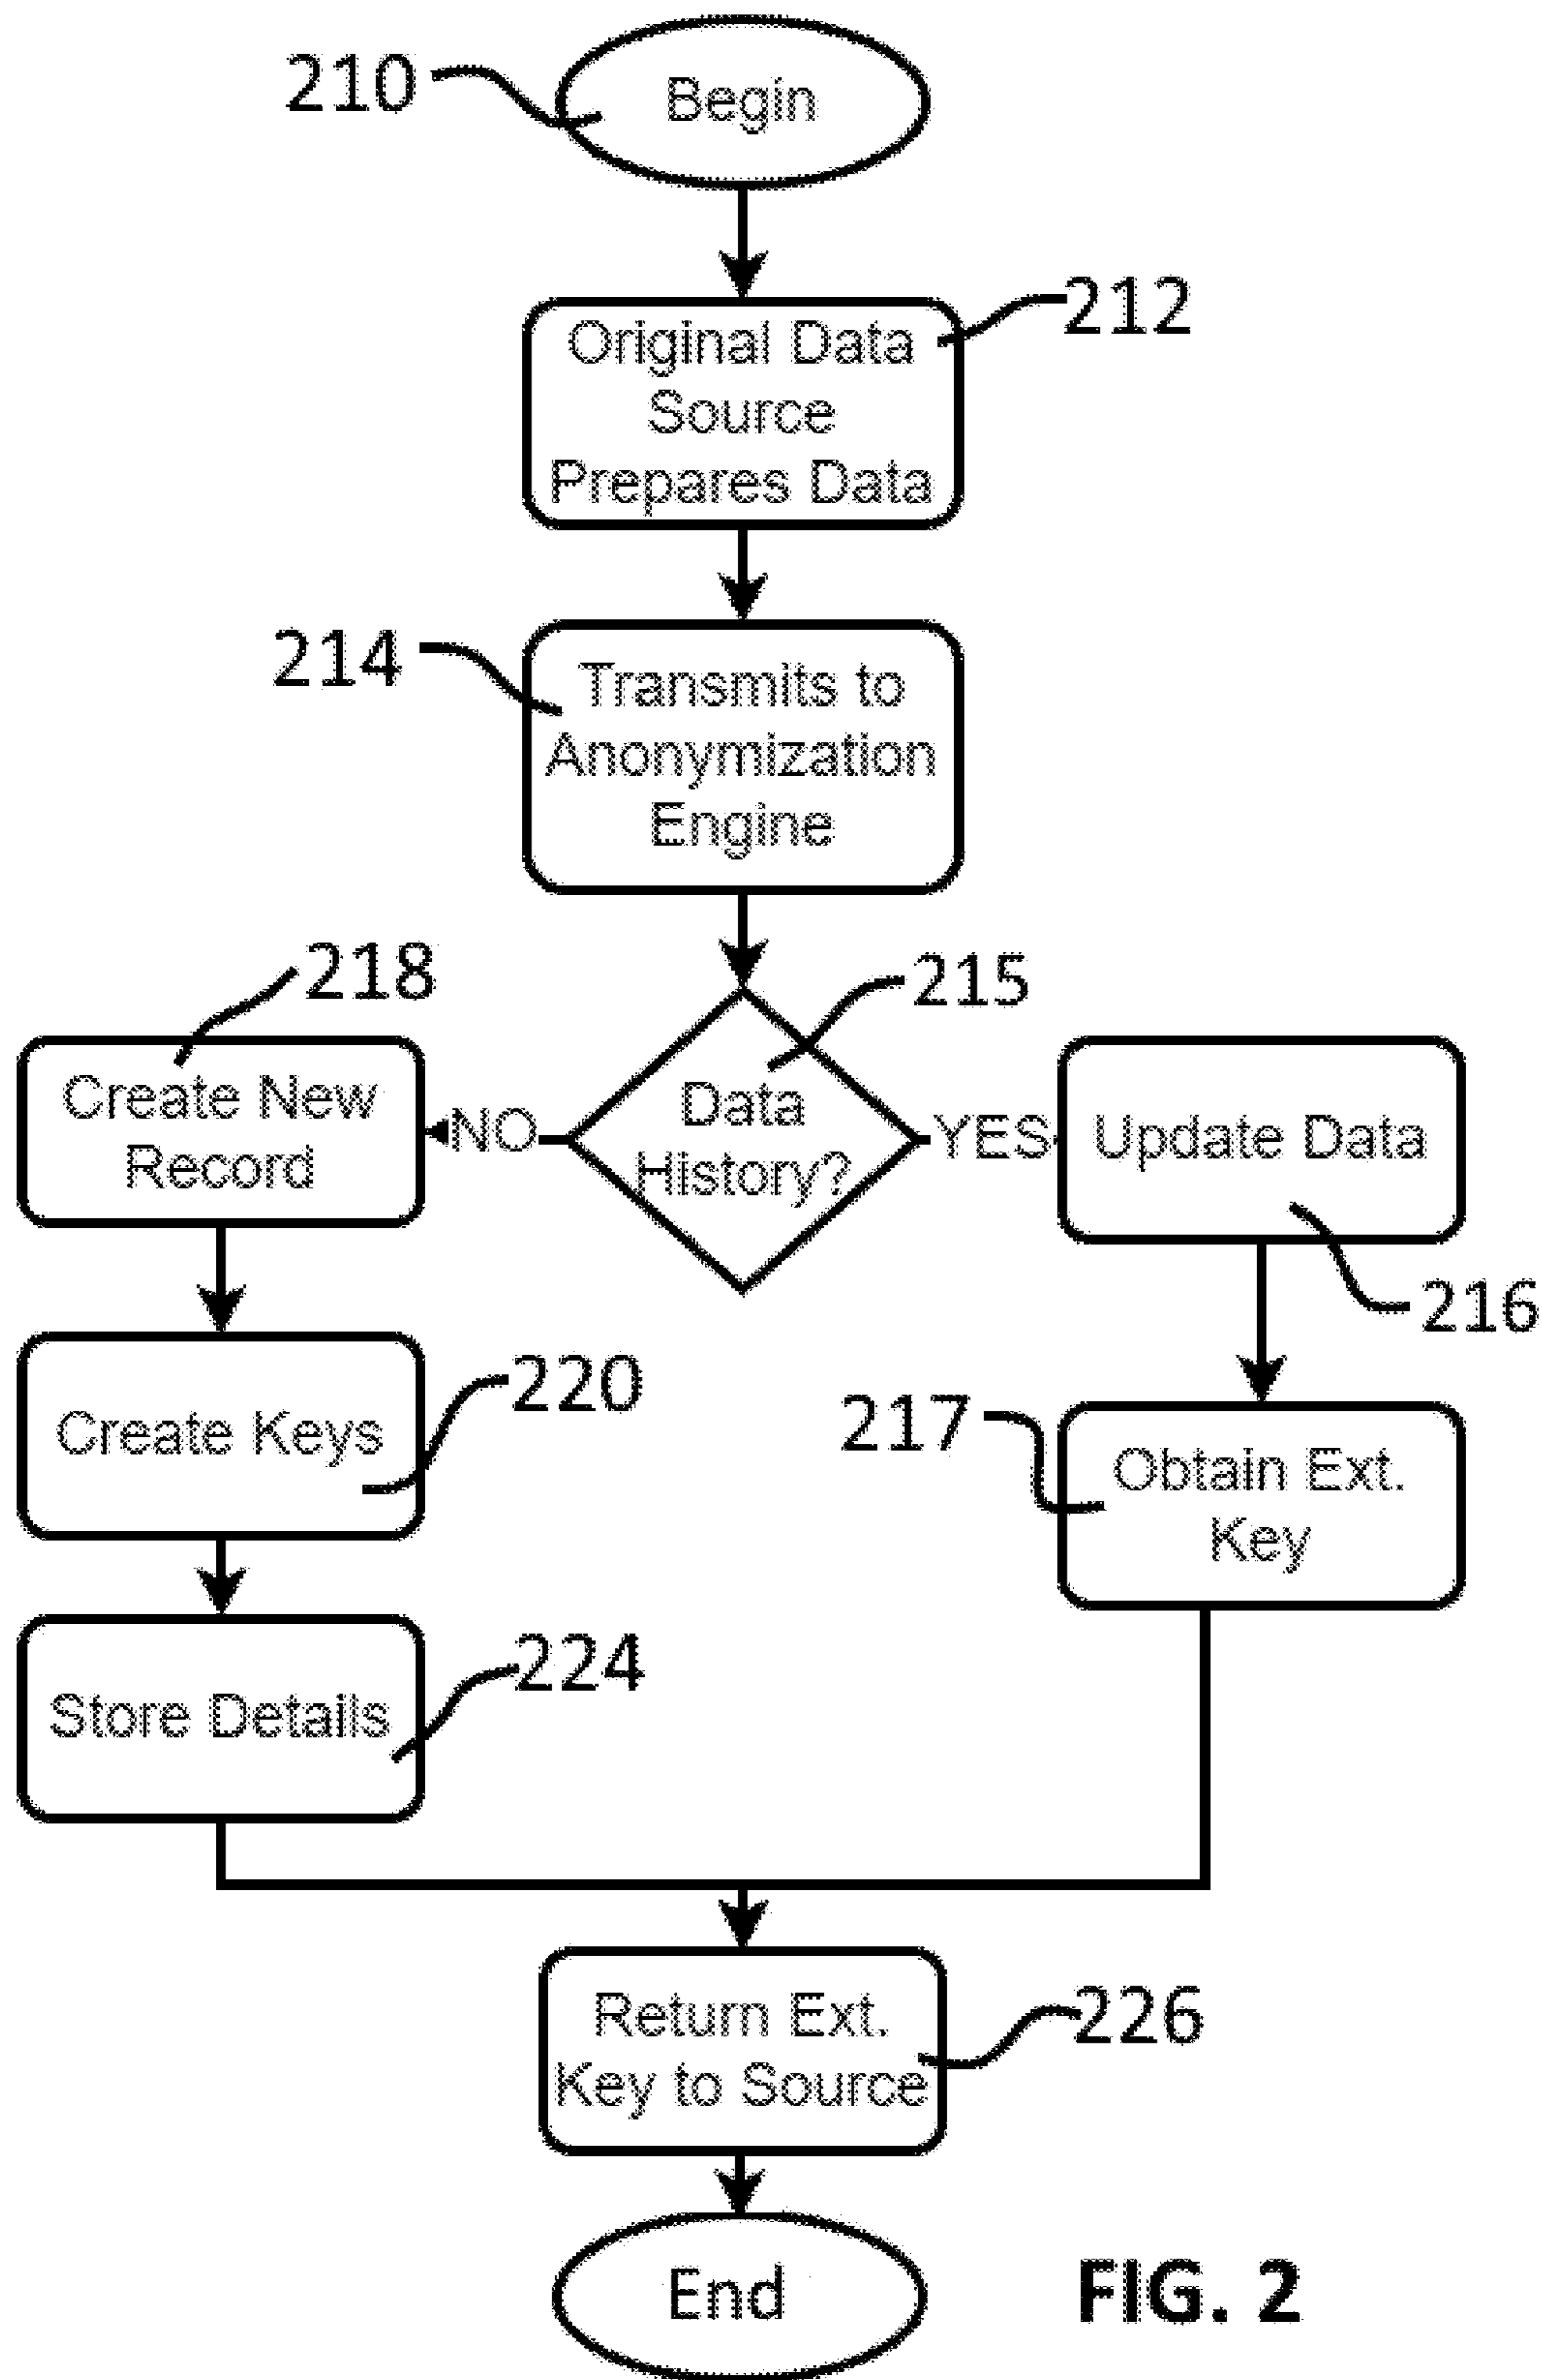 210
Begin
212
Original Data
Source
Prepares Data
214
Transmits to
Anonymization
Engine
218
215
Create New
Record
NO
Data
History?
YES
Update Data
216
220
Create Keys
217
Obtain Ext.
Key
224
Store Details
Return Ext.
Key to Source
226
End
FIG. 2